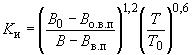 Kи = ((B0 − Bо.в.п) / (B − Bв.п))^1,2 (T / T0)^0,6